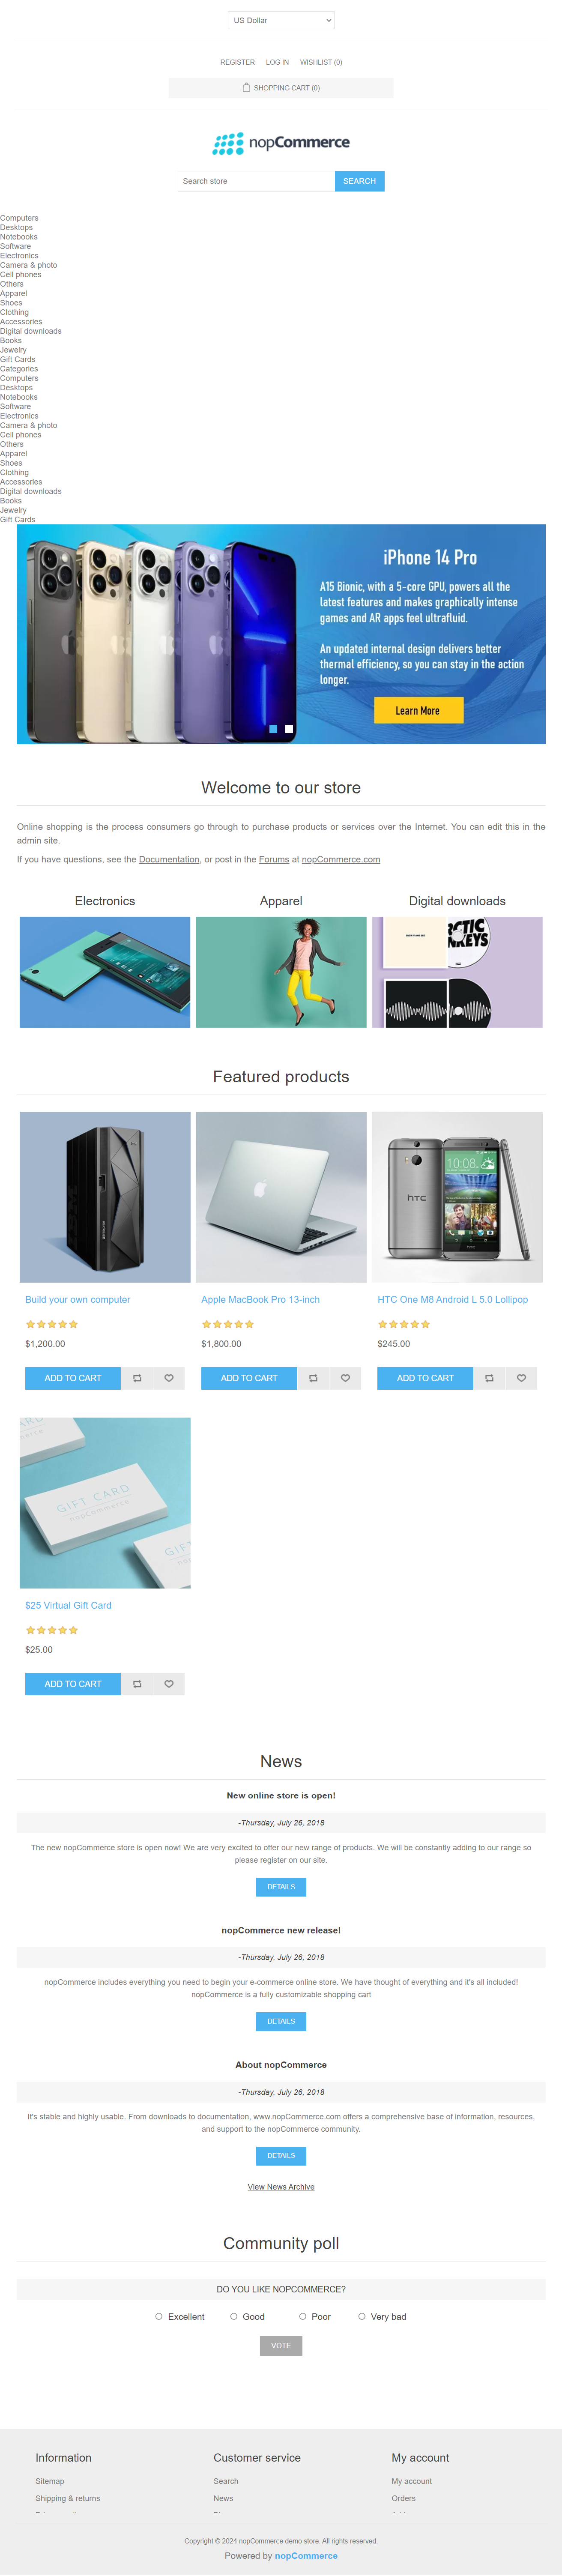 US Dollar
REGISTER LOG IN WISHLIST (0)
SHOPPING CART (0)
nopCommerce
Search store SEARCH
Computers
Desktops
Notebooks
Software
Electronics
Camera & photo
Cell phones
Others
Apparel
Shoes
Clothing
Accessories
Digital downloads
Books
Jewelry
Gift Cards
Categories
Computers
Desktops
Notebooks
Software
Electronics
Camera & photo
Cell phones
Others
Apparel
Shoes
Clothing
Accessories
Digital downloads
Books
Jewelry
Gift Cards
iPhone 14 Pro
A15 Bionic, with a 5-core GPU, powers all the
latest features and makes graphically intense
games and AR apps feel ultrafluid.
An updated internal design delivers better
thermal efficiency, so you can stay in the action
longer.
Learn More
Welcome to our store
Online shopping is the process consumers go through to purchase products or services over the Internet. You can edit this in the
admin site.
If you have questions, see the Documentation, or post in the Forums at nopCommerce.com
Electronics Apparel Digital downloads
Featured products
hTC 10:08
Build your own computer Apple MacBook Pro 13-inch HTC One M8 Android L 5.0 Lollipop
$1,200.00 $1,800.00 $245.00
ADD TO CART ADD TO CART ADD TO CART
GIFT CARD
nopCommerce
$25 Virtual Gift Card
$25.00
ADD TO CART
News
New online store is open!
-Thursday, July 26, 2018
The new nopCommerce store is open now! We are very excited to offer our new range of products. We will be constantly adding to our range so
please register on our site.
DETAILS
nopCommerce new release!
-Thursday, July 26, 2018
nopCommerce includes everything you need to begin your e-commerce online store. We have thought of everything and it's all included!
nopCommerce is a fully customizable shopping cart
DETAILS
About nopCommerce
-Thursday, July 26, 2018
It's stable and highly usable. From downloads to documentation, www.nopCommerce.com offers a comprehensive base of information, resources,
and support to the nopCommerce community.
DETAILS
View News Archive
Community poll
DO YOU LIKE NOPCOMMERCE?
Excellent Good Poor Very bad
VOTE
Information Customer service My account
Sitemap Search My account
Shipping & returns News Orders
Copyright © 2024 nopCommerce demo store. All rights reserved.
Powered by nopCommerce